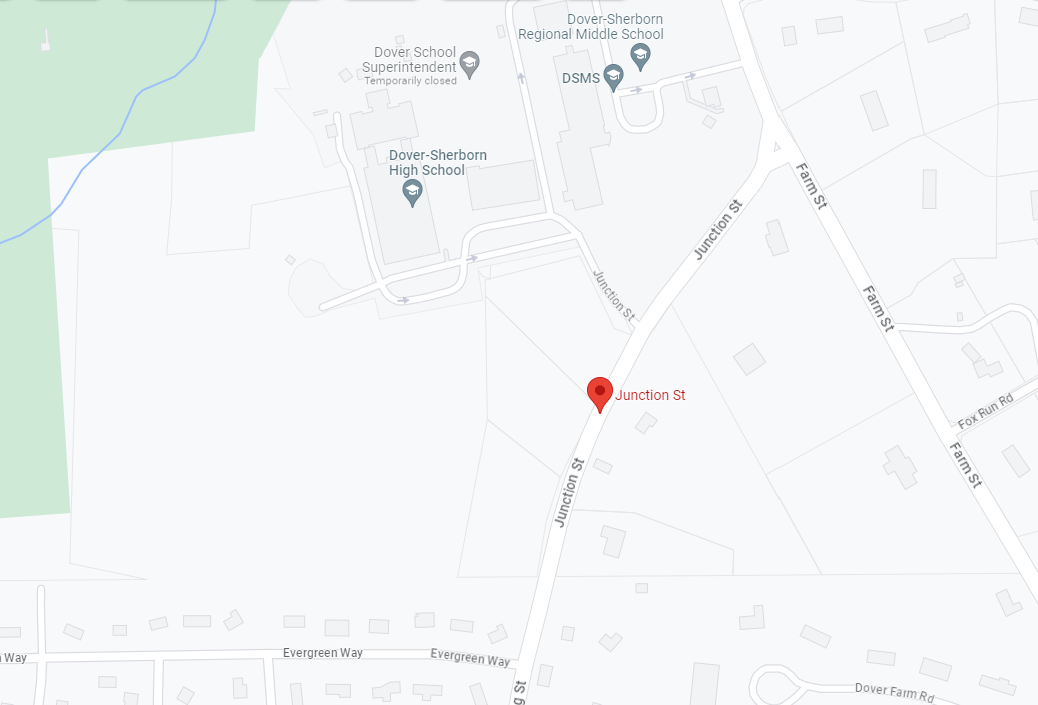 Dover-Sherborn
Regional Middle School
Dover School
Superintendent
Temporarily closed
DSMS
Dover-Sherborn
High School
Farm St
Junction St
Junction St
Farm St
Junction St
Fox Run Rd
Farm St
Junction St
Way
Evergreen Way
Evergreen Way
g St
Dover Farm Rd